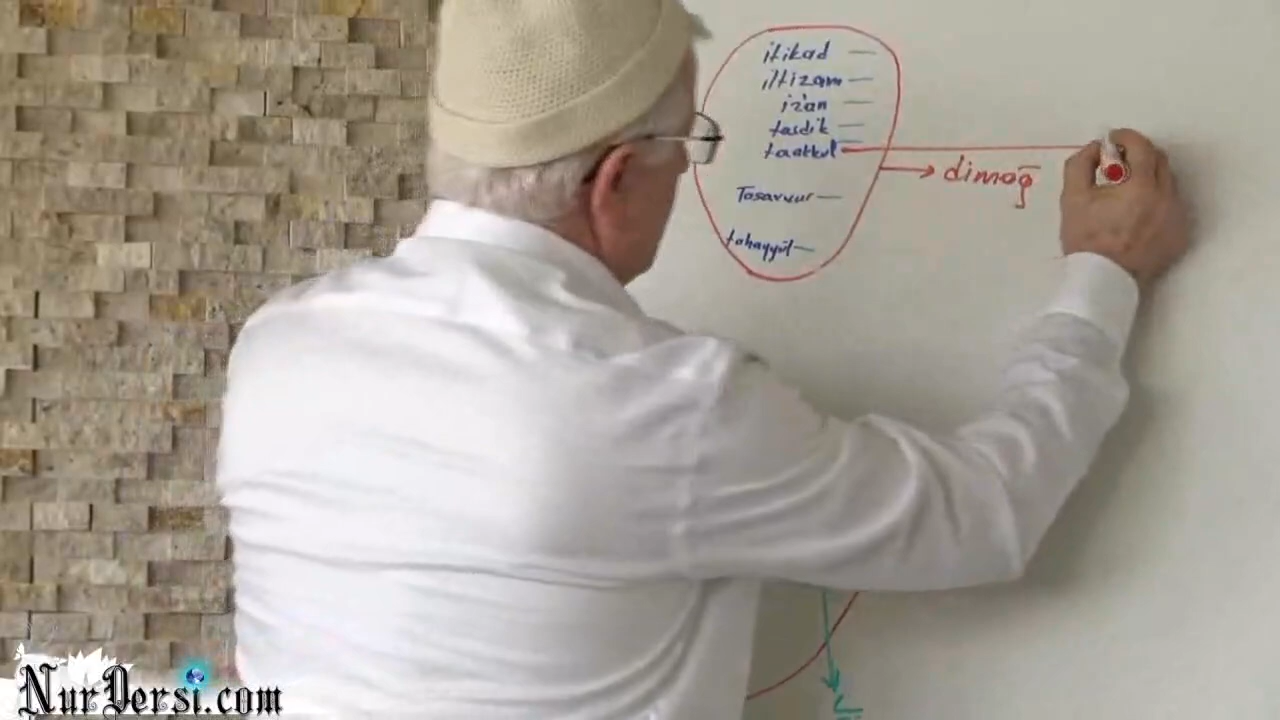 itikad
iltizam
iz'an
tasdik
taakkul
dimağ
Tasavvur
tahayyül
NurDersi.com